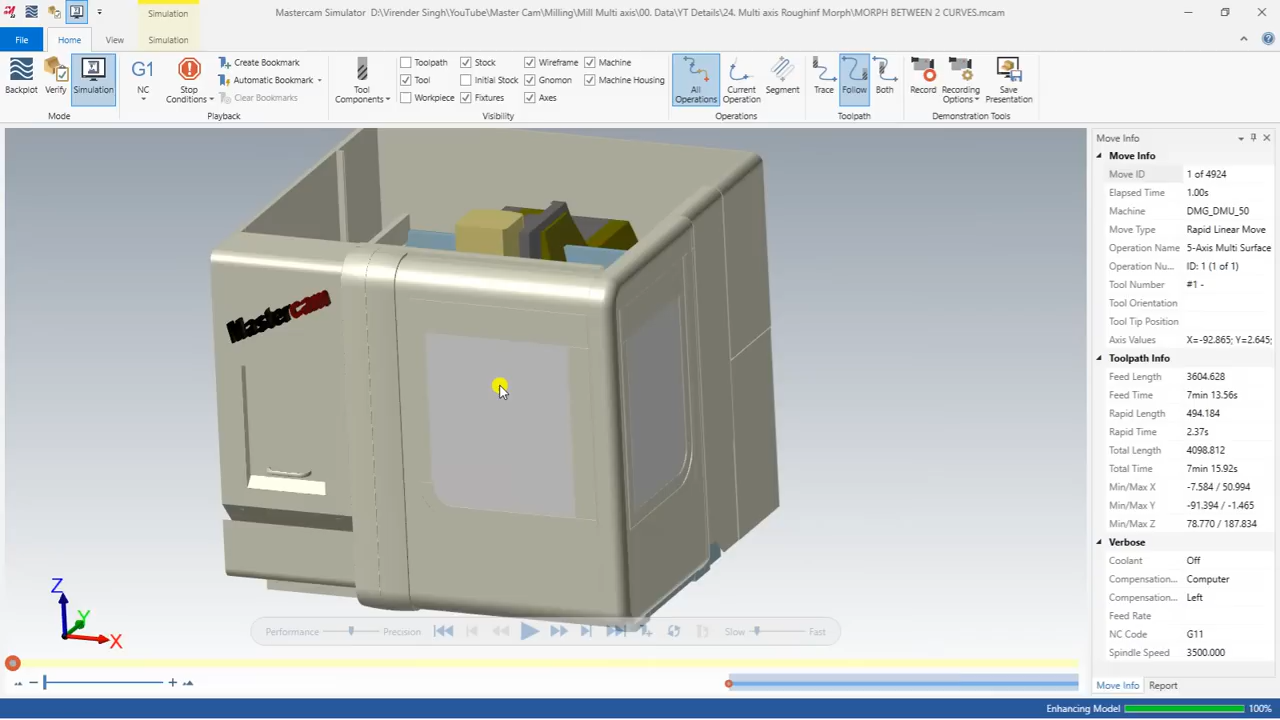 Simulation
Mastercam Simulator D:\Virender Singh\YouTube\Master Cam\Milling\Mill Multi axis\00. Data\YT Details\24. Multi axis Roughinf Morph\MORPH BETWEEN 2 CURVES.mcam
File Home View Simulation
Backplot Verify Simulation
Mode
G1
NC
Stop Conditions
Create Bookmark
Automatic Bookmark
Clear Bookmarks
Playback
Tool Components
Toolpath Stock Wireframe Machine
Tool Initial Stock Gnomon Machine Housing
Workpiece Fixtures Axes
Visibility
All Operations Current Operation Segment
Operations
Trace Follow Both
Toolpath
Record Recording Options Save Presentation
Demonstration Tools
Mastercam
Z
Y
X
Performance Precision Slow Fast
Move Info
Move Info
Move ID 1 of 4924
Elapsed Time 1.00s
Machine DMG_DMU_50
Move Type Rapid Linear Move
Operation Name 5-Axis Multi Surface
Operation Nu... ID: 1 (1 of 1)
Tool Number #1 -
Tool Orientation
Tool Tip Position
Axis Values X=-92.865; Y=2.645;
Toolpath Info
Feed Length 3604.628
Feed Time 7min 13.56s
Rapid Length 494.184
Rapid Time 2.37s
Total Length 4098.812
Total Time 7min 15.92s
Min/Max X -7.584 / 50.994
Min/Max Y -91.394 / -1.465
Min/Max Z 78.770 / 187.834
Verbose
Coolant Off
Compensation... Computer
Compensation... Left
Feed Rate
NC Code G11
Spindle Speed 3500.000
Move Info Report
Enhancing Model 100%